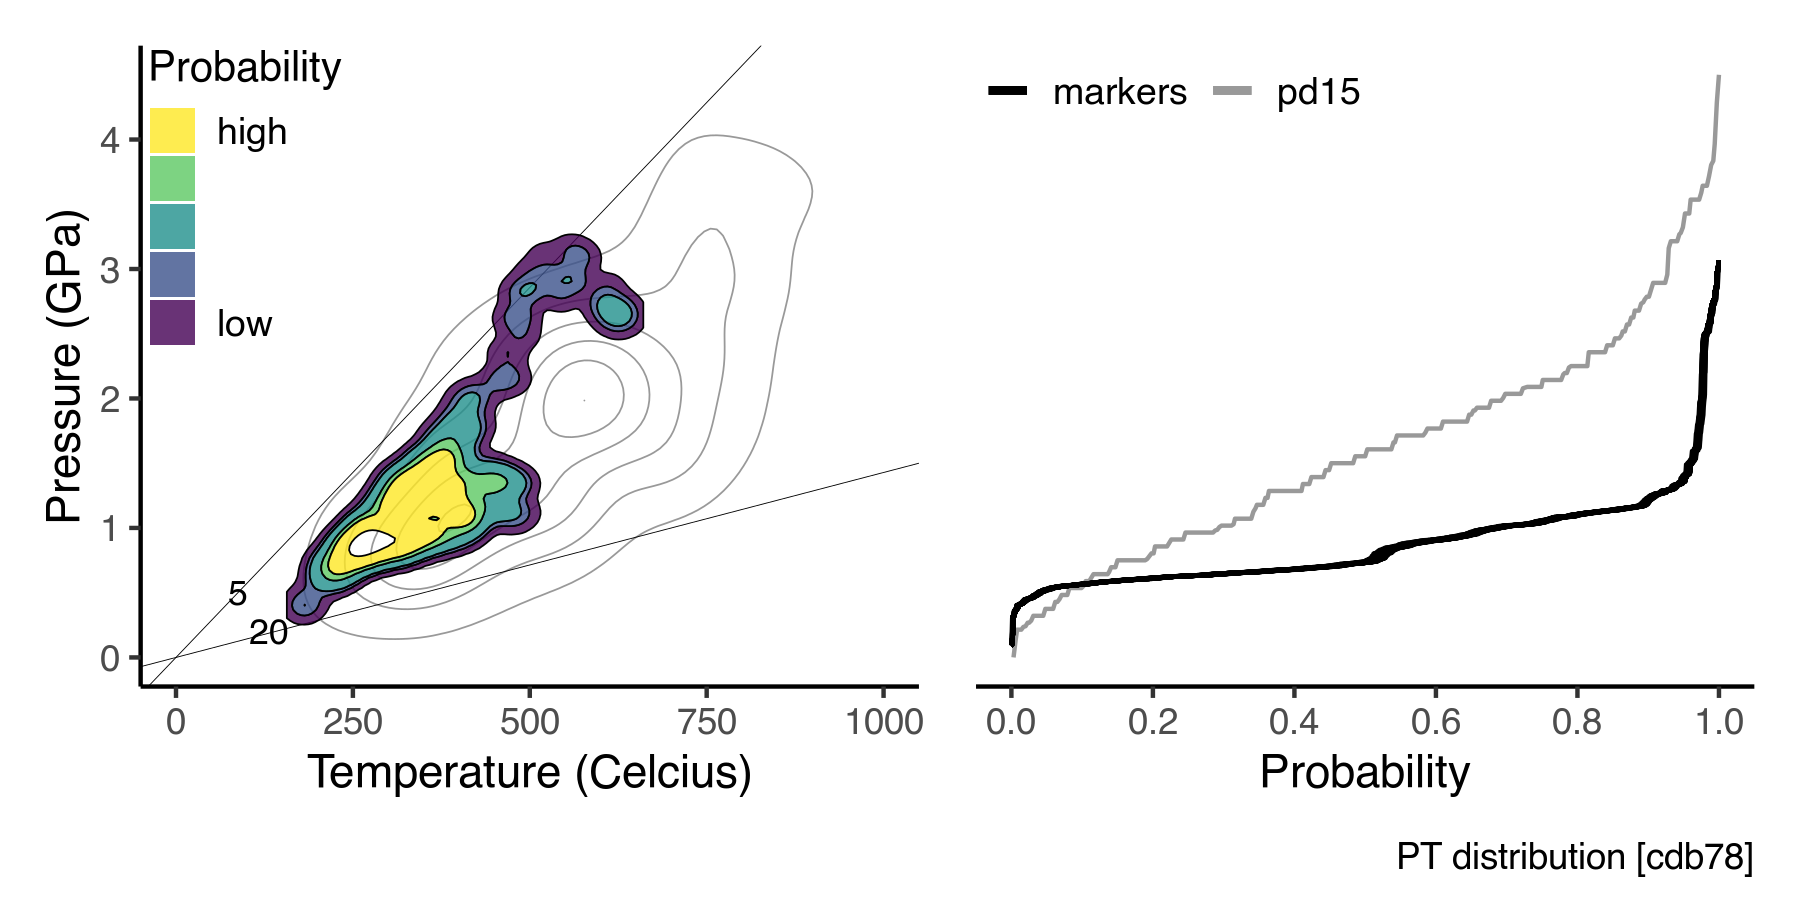 Probability
high
low
4
3
2
1
0
Pressure (GPa)
5
20
0 250 500 750 1000
Temperature (Celcius)
markers pd15
0.0 0.2 0.4 0.6 0.8 1.0
Probability
PT distribution [cdb78]